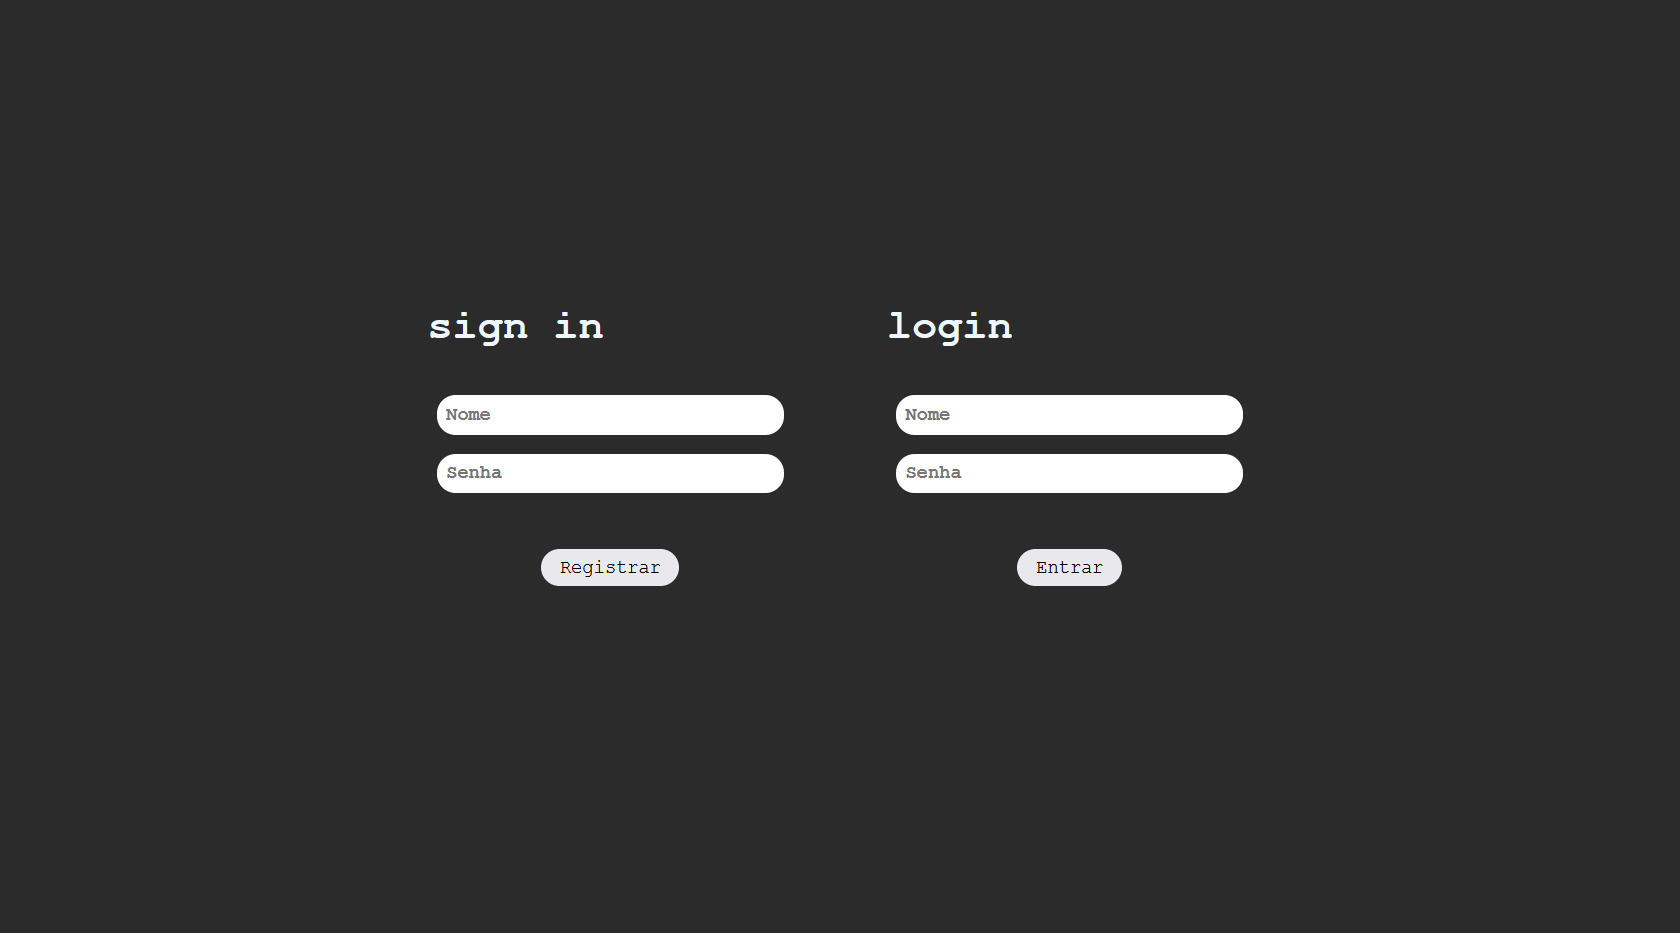 sign in
Nome
Senha
Registrar
login
Nome
Senha
Entrar